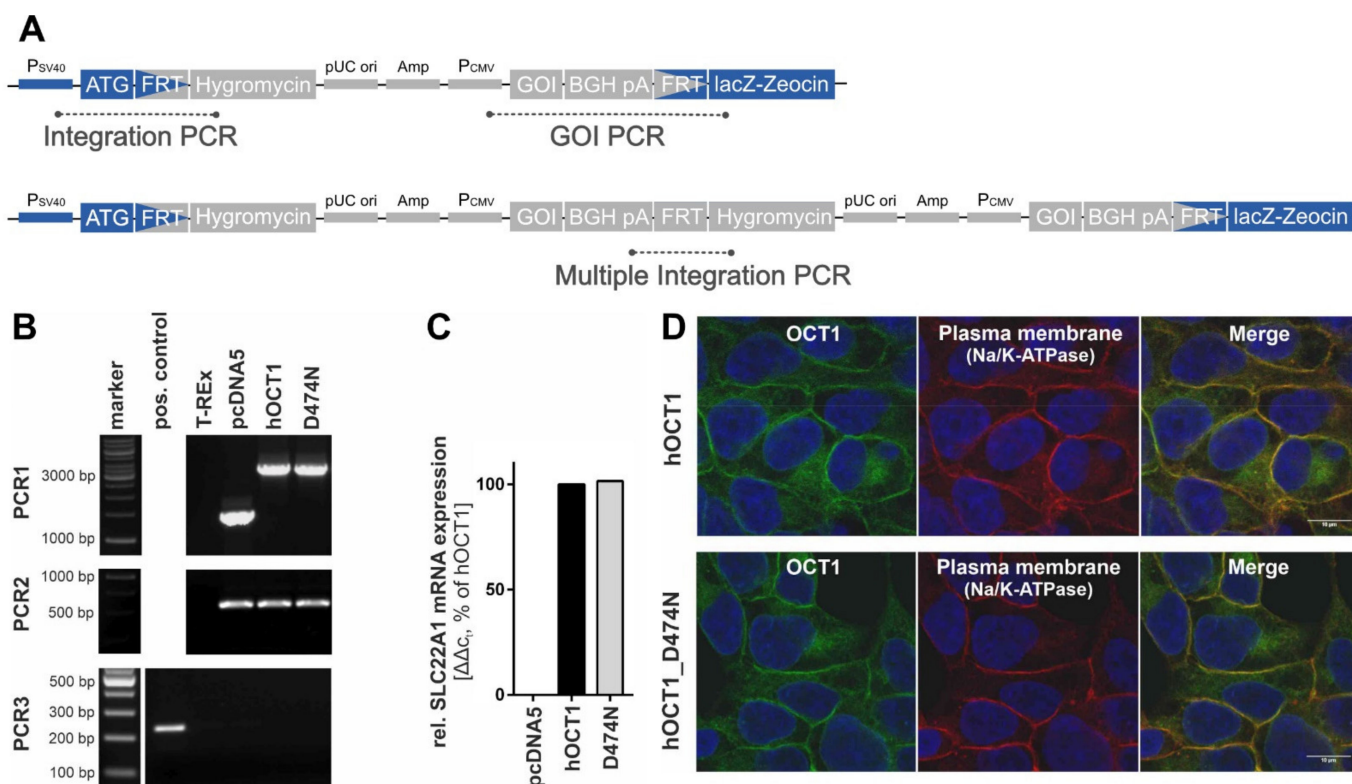 A
PSV40 pUC ori Amp PCMV
ATG FRT Hygromycin GOI BGH pA FRT lacZ-Zeocin
Integration PCR GOI PCR
PSV40 pUC ori Amp PCMV pUC ori Amp PCMV
ATG FRT Hygromycin GOI BGH pA FRT Hygromycin GOI BGH pA FRT lacZ-Zeocin
Multiple Integration PCR
B
marker
pos. control
T-REx
pcDNA5
hOCT1
D474N
PCR1
3000 bp
1000 bp
PCR2
1000 bp
500 bp
PCR3
500 bp
300 bp
200 bp
100 bp
C
rel. SLC22A1 mRNA expression
[ΔΔct, % of hOCT1]
100
50
0
pcDNA5
hOCT1
D474N
D
hOCT1
OCT1
Plasma membrane
(Na/K-ATPase)
Merge
10 µm
hOCT1_D474N
OCT1
Plasma membrane
(Na/K-ATPase)
Merge
10 µm